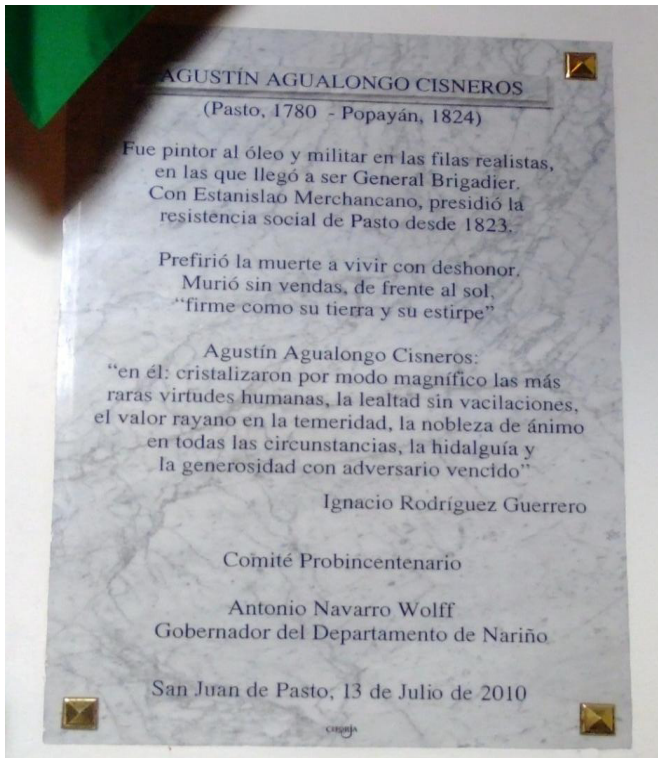 AGUSTÍN AGUALONGO CISNEROS
(Pasto, 1780 - Popayán, 1824)
Fue pintor al óleo y militar en las filas realistas,
en las que llegó a ser General Brigadier.
Con Estanislao Merchancano, presidió la
resistencia social de Pasto desde 1823.
Prefirió la muerte a vivir con deshonor.
Murió sin vendas, de frente al sol,
“firme como su tierra y su estirpe”
Agustín Agualongo Cisneros:
“en él: cristalizaron por modo magnífico las más
raras virtudes humanas, la lealtad sin vacilaciones,
el valor rayano en la temeridad, la nobleza de ánimo
en todas las circunstancias, la hidalguía y
la generosidad con adversario vencido”
Ignacio Rodríguez Guerrero
Comité Probincentenario
Antonio Navarro Wolff
Gobernador del Departamento de Nariño
San Juan de Pasto, 13 de Julio de 2010